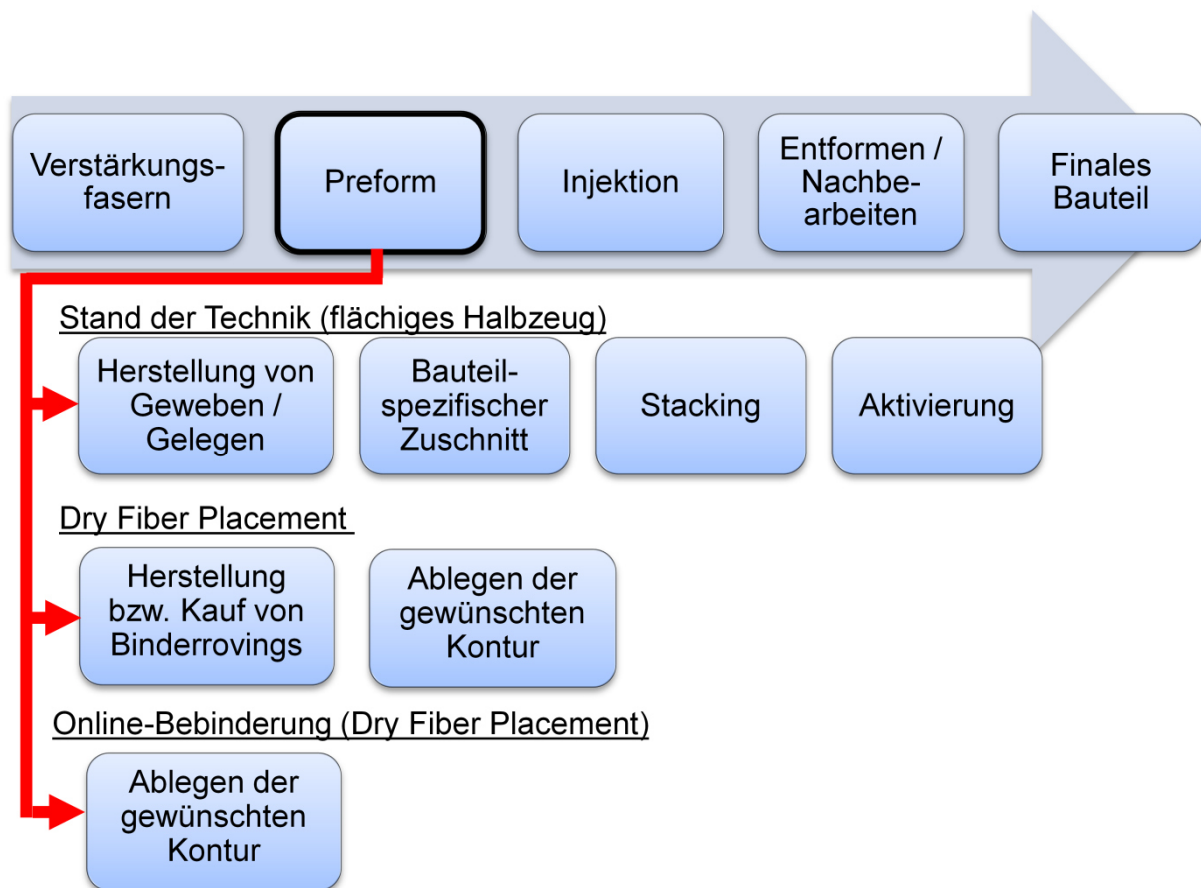 Verstärkungs-
fasern
Preform
Injektion
Entformen /
Nachbe-
arbeiten
Finales
Bauteil
Stand der Technik (flächiges Halbzeug)
Herstellung von
Geweben /
Gelegen
Bauteil-
spezifischer
Zuschnitt
Stacking
Aktivierung
Dry Fiber Placement
Herstellung
bzw. Kauf von
Binderrovings
Ablegen der
gewünschten
Kontur
Online-Bebinderung (Dry Fiber Placement)
Ablegen der
gewünschten
Kontur